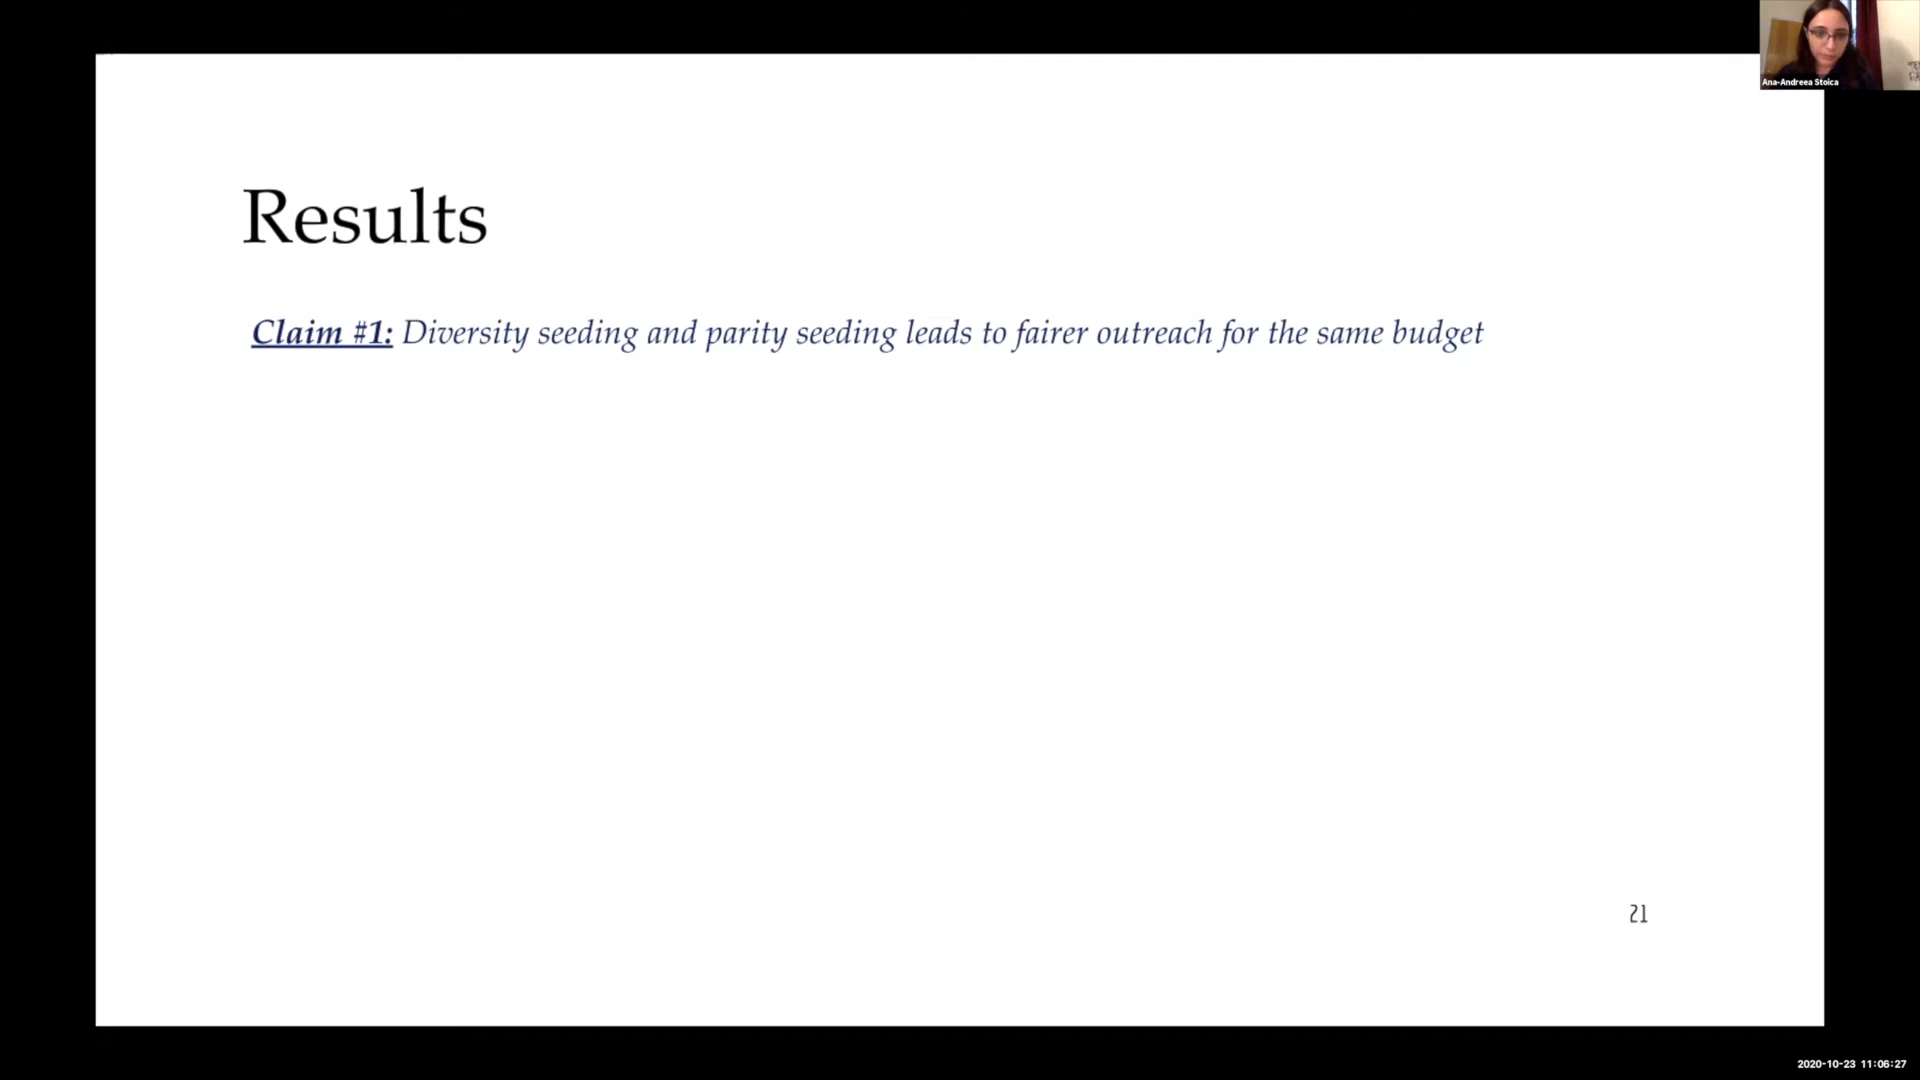 Ana-Andreea Stoica
Results
Claim #1: Diversity seeding and parity seeding leads to fairer outreach for the same budget
21
2020-10-23 11:06:27